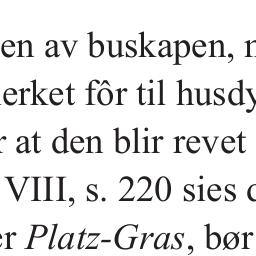 en av buskapen, n
erket fôr til husdy
r at den blir revet
VIII, s. 220 sies d
er Platz-Gras, bør